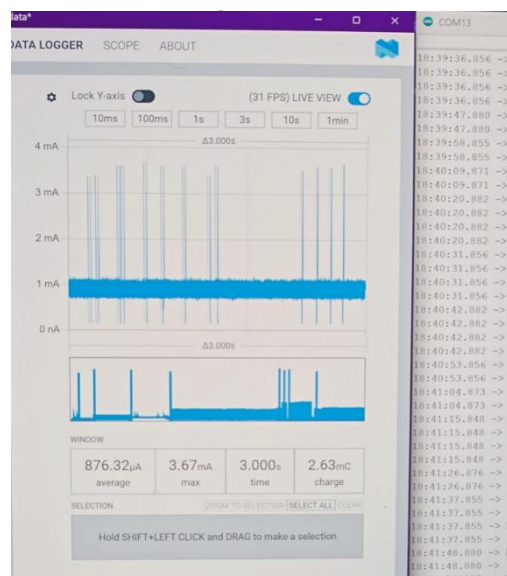 data*
COM13
DATA LOGGER SCOPE ABOUT
Lock Y-axis (31 FPS) LIVE VIEW
10ms 100ms 1s 3s 10s 1min
Δ3.000s
4 mA
3 mA
2 mA
1 mA
0 nA
Δ3.000s
WINDOW
876.32μA 3.67mA 3.000s 2.63mC
average max time charge
SELECTION ZOOM TO SELECTION SELECT ALL CLEAR
Hold SHIFT+LEFT CLICK and DRAG to make a selection
18:39:36.856 ->
18:39:36.856 ->
18:39:36.856 ->
18:39:36.856 ->
18:39:47.880 ->
18:39:47.880 ->
18:39:58.855 ->
18:39:58.855 ->
18:40:09.871 ->
18:40:09.871 ->
18:40:20.882 ->
18:40:20.882 ->
18:40:20.882 ->
18:40:20.882 ->
18:40:31.856 ->
18:40:31.856 ->
18:40:31.856 ->
18:40:31.856 ->
18:40:42.882 ->
18:40:42.882 ->
18:40:42.882 ->
18:40:42.882 ->
18:40:53.856 ->
18:40:53.856 ->
18:41:04.873 ->
18:41:04.873 ->
18:41:15.848 ->
18:41:15.848 ->
18:41:15.848 ->
18:41:15.848 ->
18:41:26.876 ->
18:41:26.876 ->
18:41:37.855 ->
18:41:37.855 ->
18:41:37.855 ->
18:41:37.855 ->
18:41:48.880 ->
18:41:48.880 ->